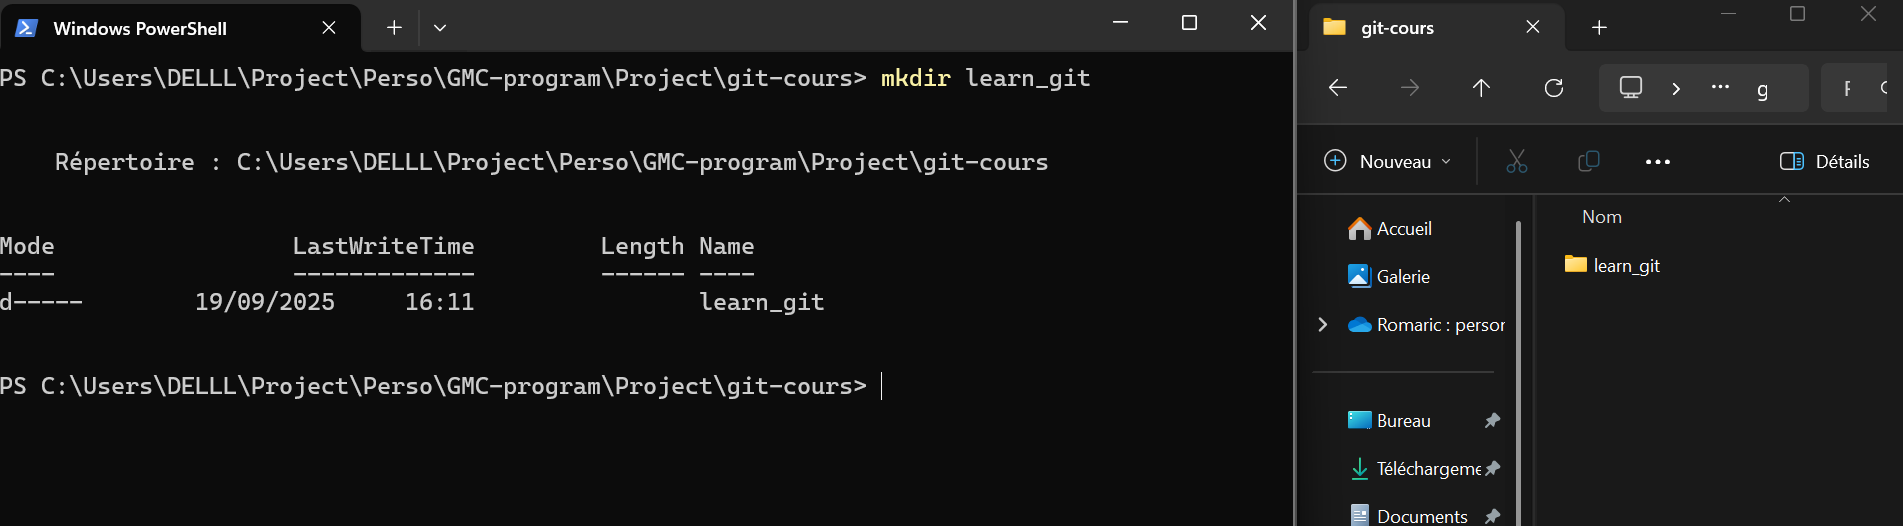 Windows PowerShell
PS C:\Users\DELLL\Project\Perso\GMC-program\Project\git-cours> mkdir learn_git
Répertoire : C:\Users\DELLL\Project\Perso\GMC-program\Project\git-cours
Mode LastWriteTime Length Name
---- ------------- ------ ----
d----- 19/09/2025 16:11 learn_git
PS C:\Users\DELLL\Project\Perso\GMC-program\Project\git-cours>
git-cours
g
Nouveau
Détails
Nom
learn_git
Accueil
Galerie
Romaric : person
Bureau
Téléchargeme
Documents